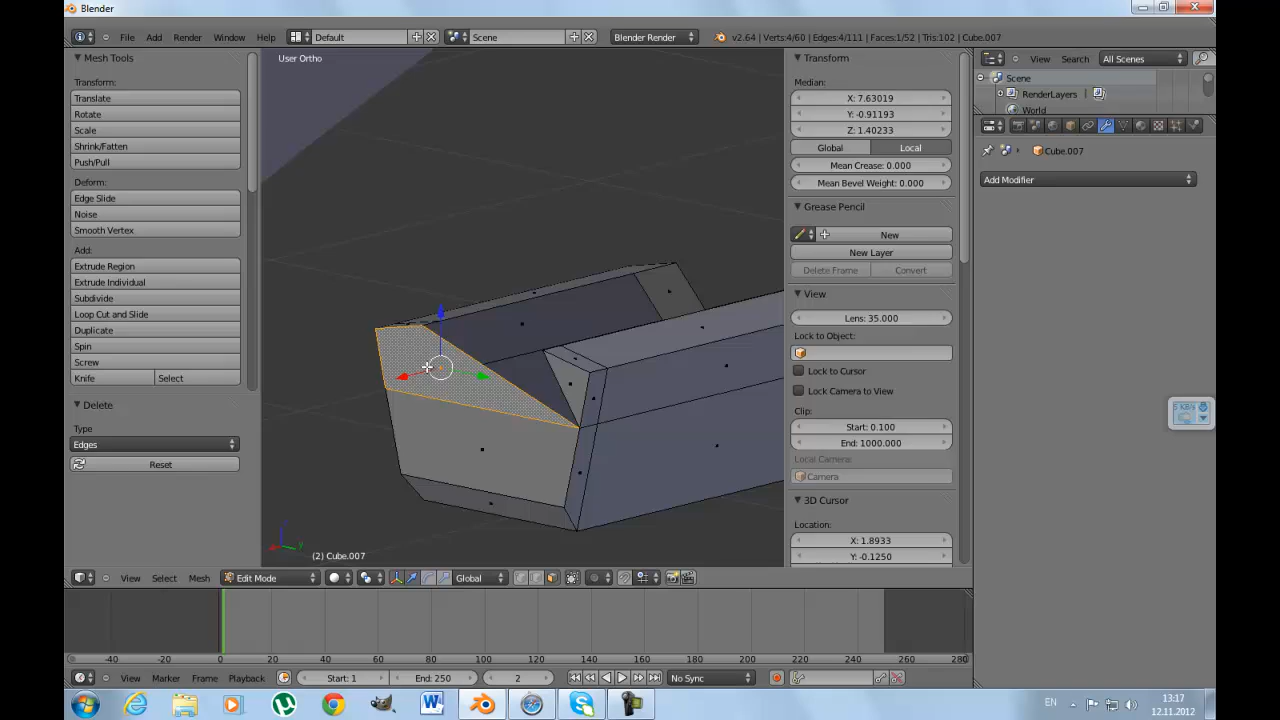 Blender
File Add Render Window Help Default Scene Blender Render v2.64 | Verts:4/60 | Edges:4/111 | Faces:1/52 | Tris:102 | Cube.007
Mesh Tools
Transform:
Translate
Rotate
Scale
Shrink/Fatten
Push/Pull
Deform:
Edge Slide
Noise
Smooth Vertex
Add:
Extrude Region
Extrude Individual
Subdivide
Loop Cut and Slide
Duplicate
Spin
Screw
Knife Select
Delete
Type
Edges
Reset
User Ortho
(2) Cube.007
Transform
Median:
X: 7.63019
Y: -0.91193
Z: 1.40233
Global Local
Mean Crease: 0.000
Mean Bevel Weight: 0.000
Grease Pencil
New
New Layer
Delete Frame Convert
View
Lens: 35.000
Lock to Object:
Lock to Cursor
Lock Camera to View
Clip:
Start: 0.100
End: 1000.000
Local Camera:
Camera
3D Cursor
Location:
X: 1.8933
Y: -0.1250
View Search All Scenes
Scene
RenderLayers |
World
Cube.007
Add Modifier
View Select Mesh Edit Mode Global
-40 -20 0 20 40 60 80 100 120 140 160 180 200 220 240 260 280
View Marker Frame Playback Start: 1 End: 250 2 No Sync
EN 13:17
12.11.2012